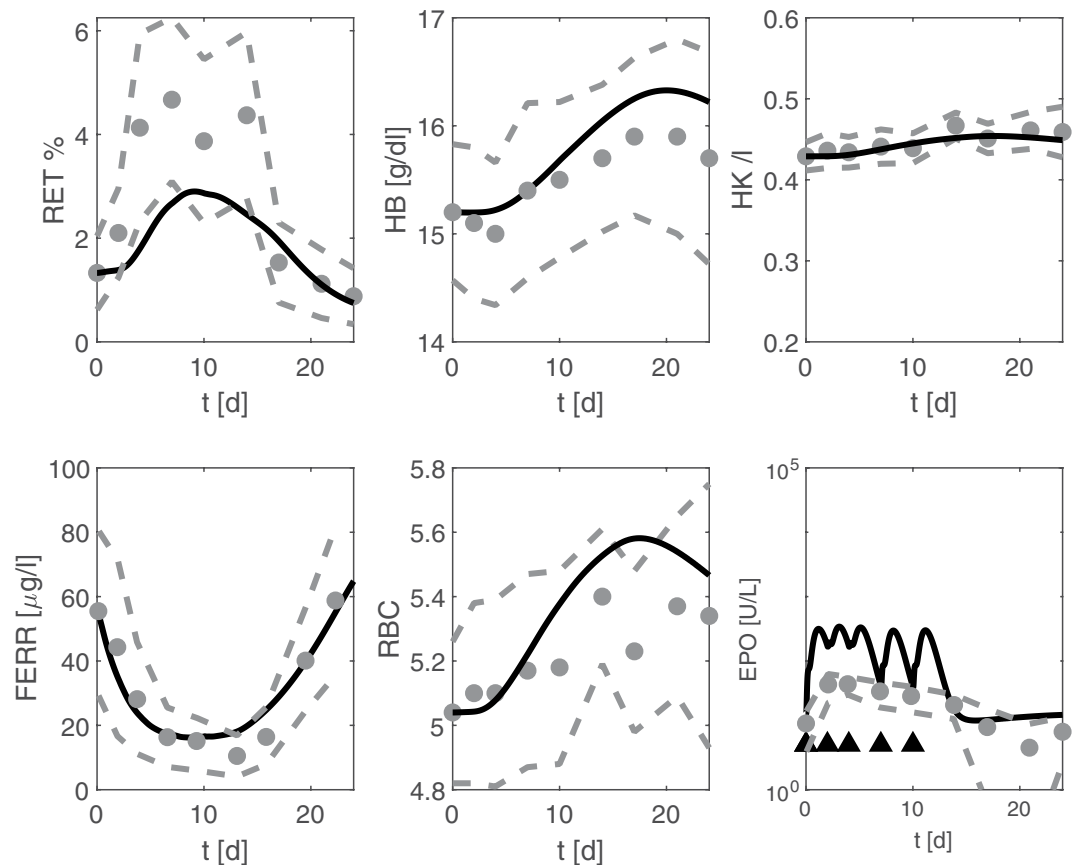 RET %
6
4
2
0
0 10 20
t [d]
HB [g/dl]
17
16
15
14
0 10 20
t [d]
HK /l
0.6
0.5
0.4
0.3
0.2
0 10 20
t [d]
FERR [μg/l]
100
80
60
40
20
0
0 10 20
t [d]
RBC
5.8
5.6
5.4
5.2
5
4.8
0 10 20
t [d]
EPO [U/L]
10^5
10^0
0 10 20
t [d]